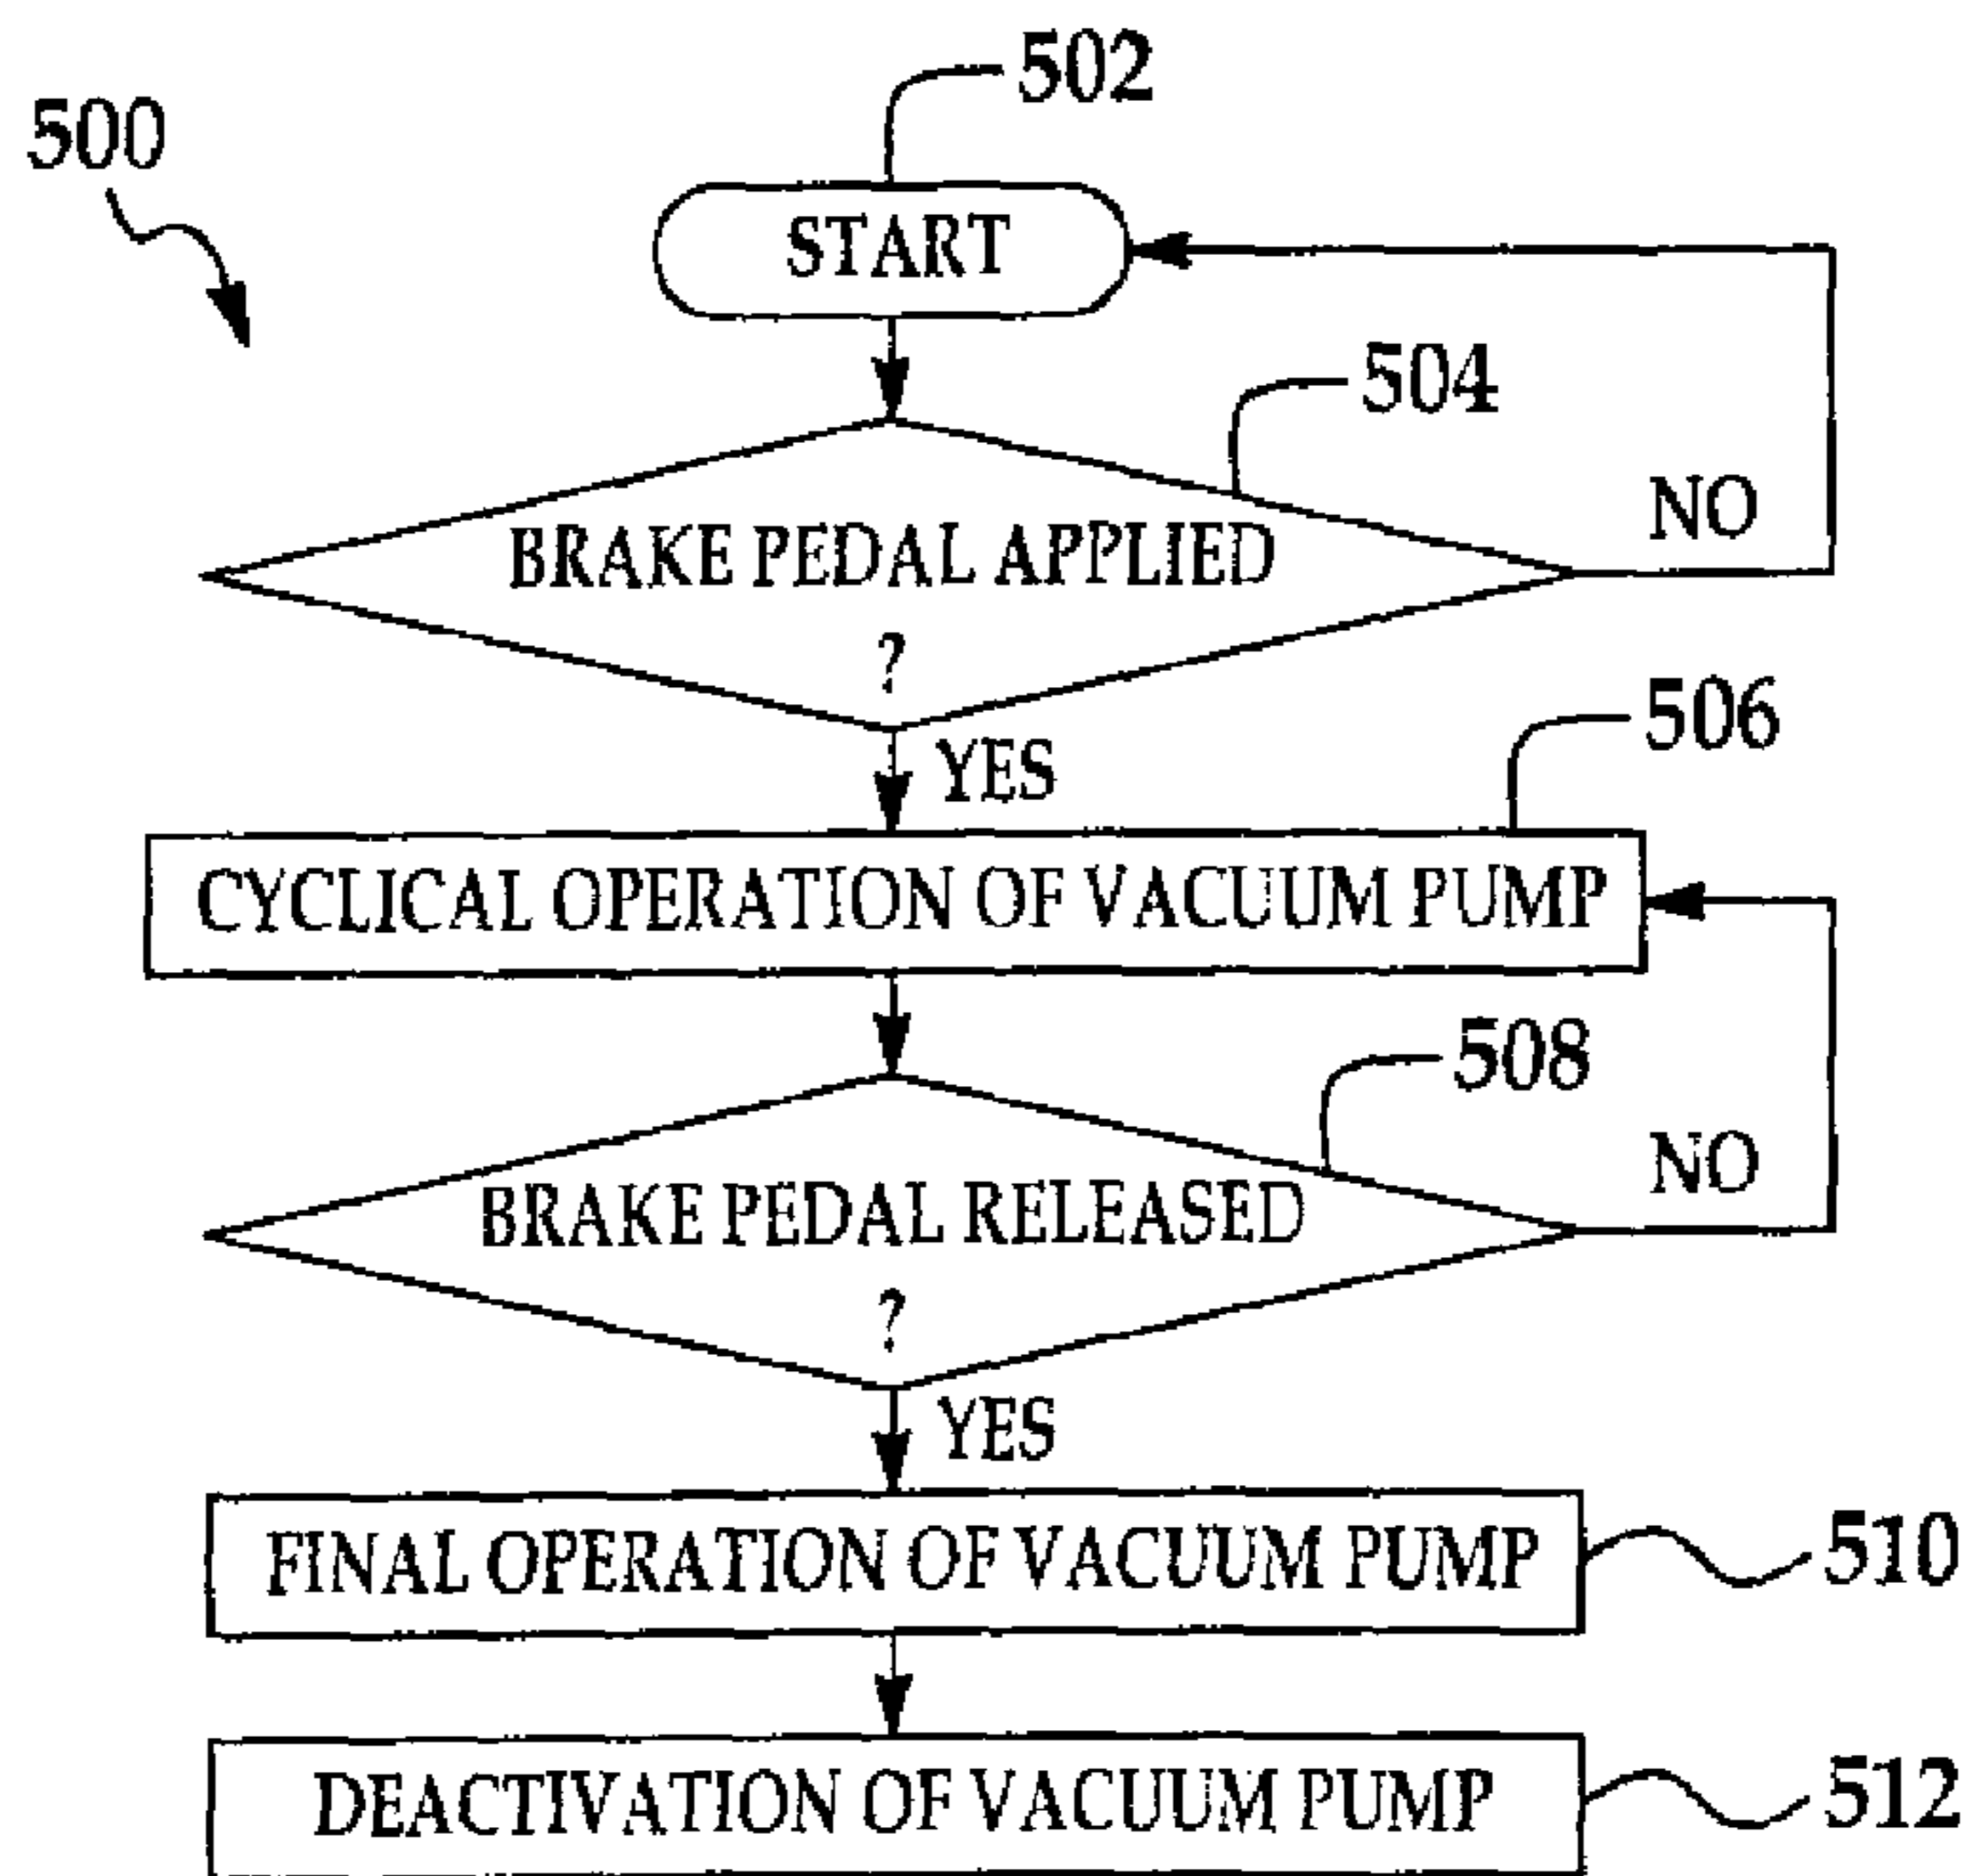 502
500
START
504
BRAKE PEDAL APPLIED
?
NO
YES
506
CYCLICAL OPERATION OF VACUUM PUMP
508
BRAKE PEDAL RELEASED
?
NO
YES
FINAL OPERATION OF VACUUM PUMP
510
DEACTIVATION OF VACUUM PUMP
512